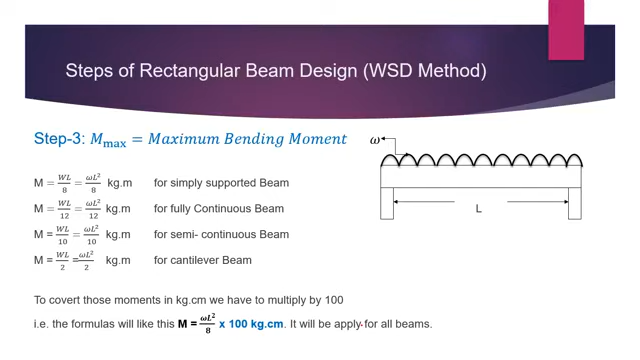 Steps of Rectangular Beam Design (WSD Method)
Step-3: M_max = Maximum Bending Moment
ω
M = WL/8 = ωL²/8 kg.m for simply supported Beam
M = WL/12 = ωL²/12 kg.m for fully Continuous Beam
M = WL/10 = ωL²/10 kg.m for semi- continuous Beam
M = WL/2 = ωL²/2 kg.m for cantilever Beam
L
To covert those moments in kg.cm we have to multiply by 100
i.e. the formulas will like this M = ωL²/8 x 100 kg.cm. It will be apply for all beams.